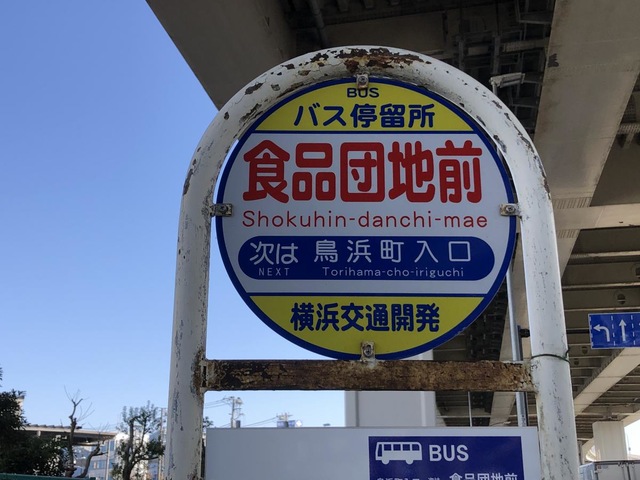 BUS
バス停留所
食品団地前
Shokuhin-danchi-mae
次は 鳥浜町入口
NEXT Torihama-cho-iriguchi
横浜交通開発
BUS
食品団地前